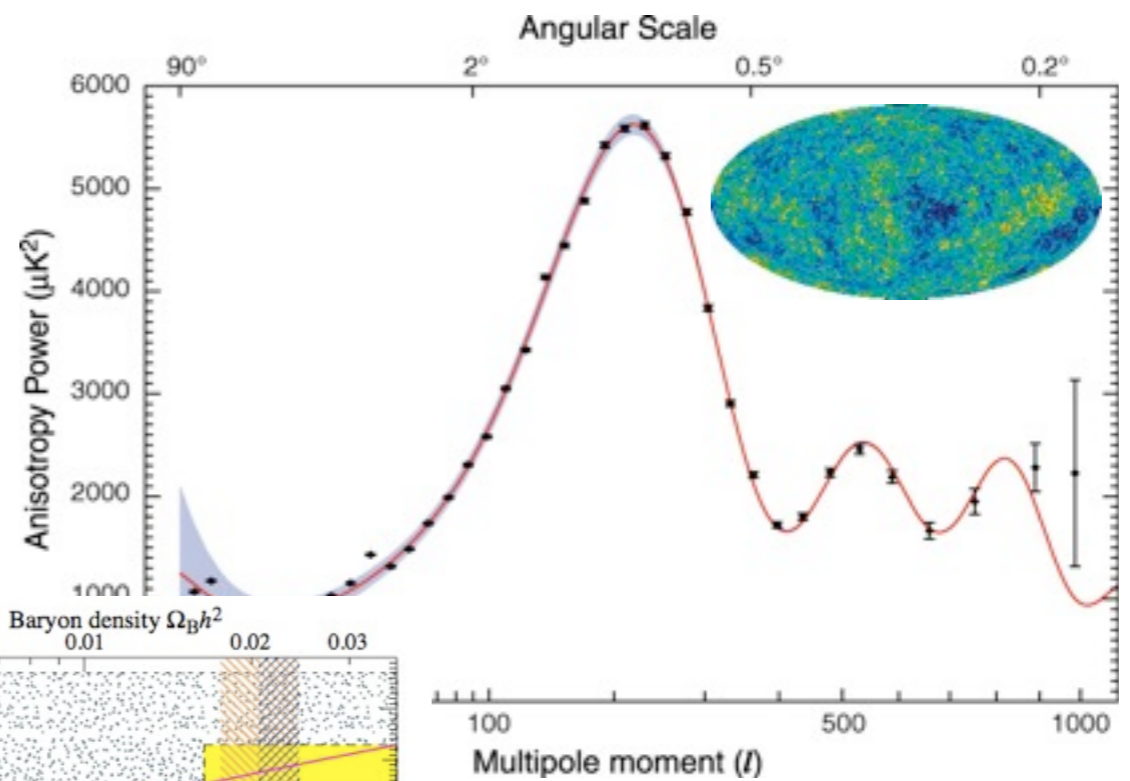 Angular Scale
90° 2° 0.5° 0.2°
6000
5000
4000
3000
2000
1000
Anisotropy Power (μK²)
Baryon density Ω_Bh²
0.01 0.02 0.03
100 500 1000
Multipole moment (l)